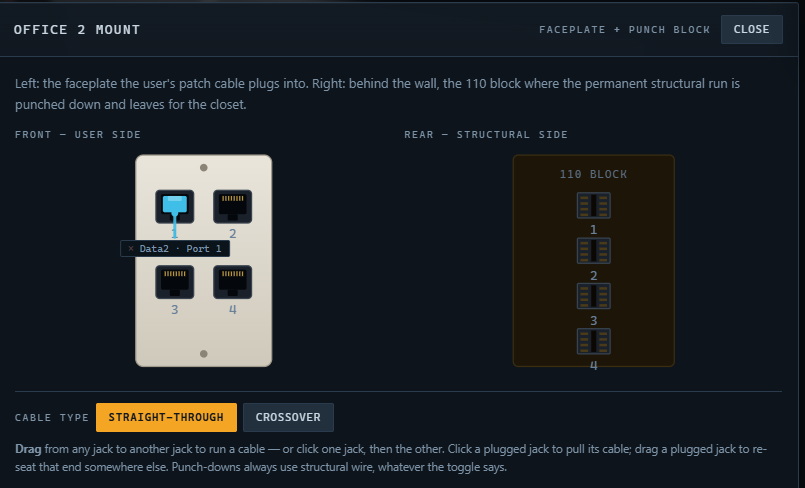 OFFICE 2 MOUNT
FACEPLATE + PUNCH BLOCK
CLOSE
Left: the faceplate the user's patch cable plugs into. Right: behind the wall, the 110 block where the permanent structural run is
punched down and leaves for the closet.
FRONT — USER SIDE
REAR — STRUCTURAL SIDE
1
2
× Data2 · Port 1
3
4
110 BLOCK
1
2
3
4
CABLE TYPE
STRAIGHT-THROUGH
CROSSOVER
Drag from any jack to another jack to run a cable — or click one jack, then the other. Click a plugged jack to pull its cable; drag a plugged jack to re-
seat that end somewhere else. Punch-downs always use structural wire, whatever the toggle says.